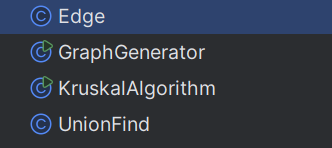 Edge
GraphGenerator
KruskalAlgorithm
UnionFind